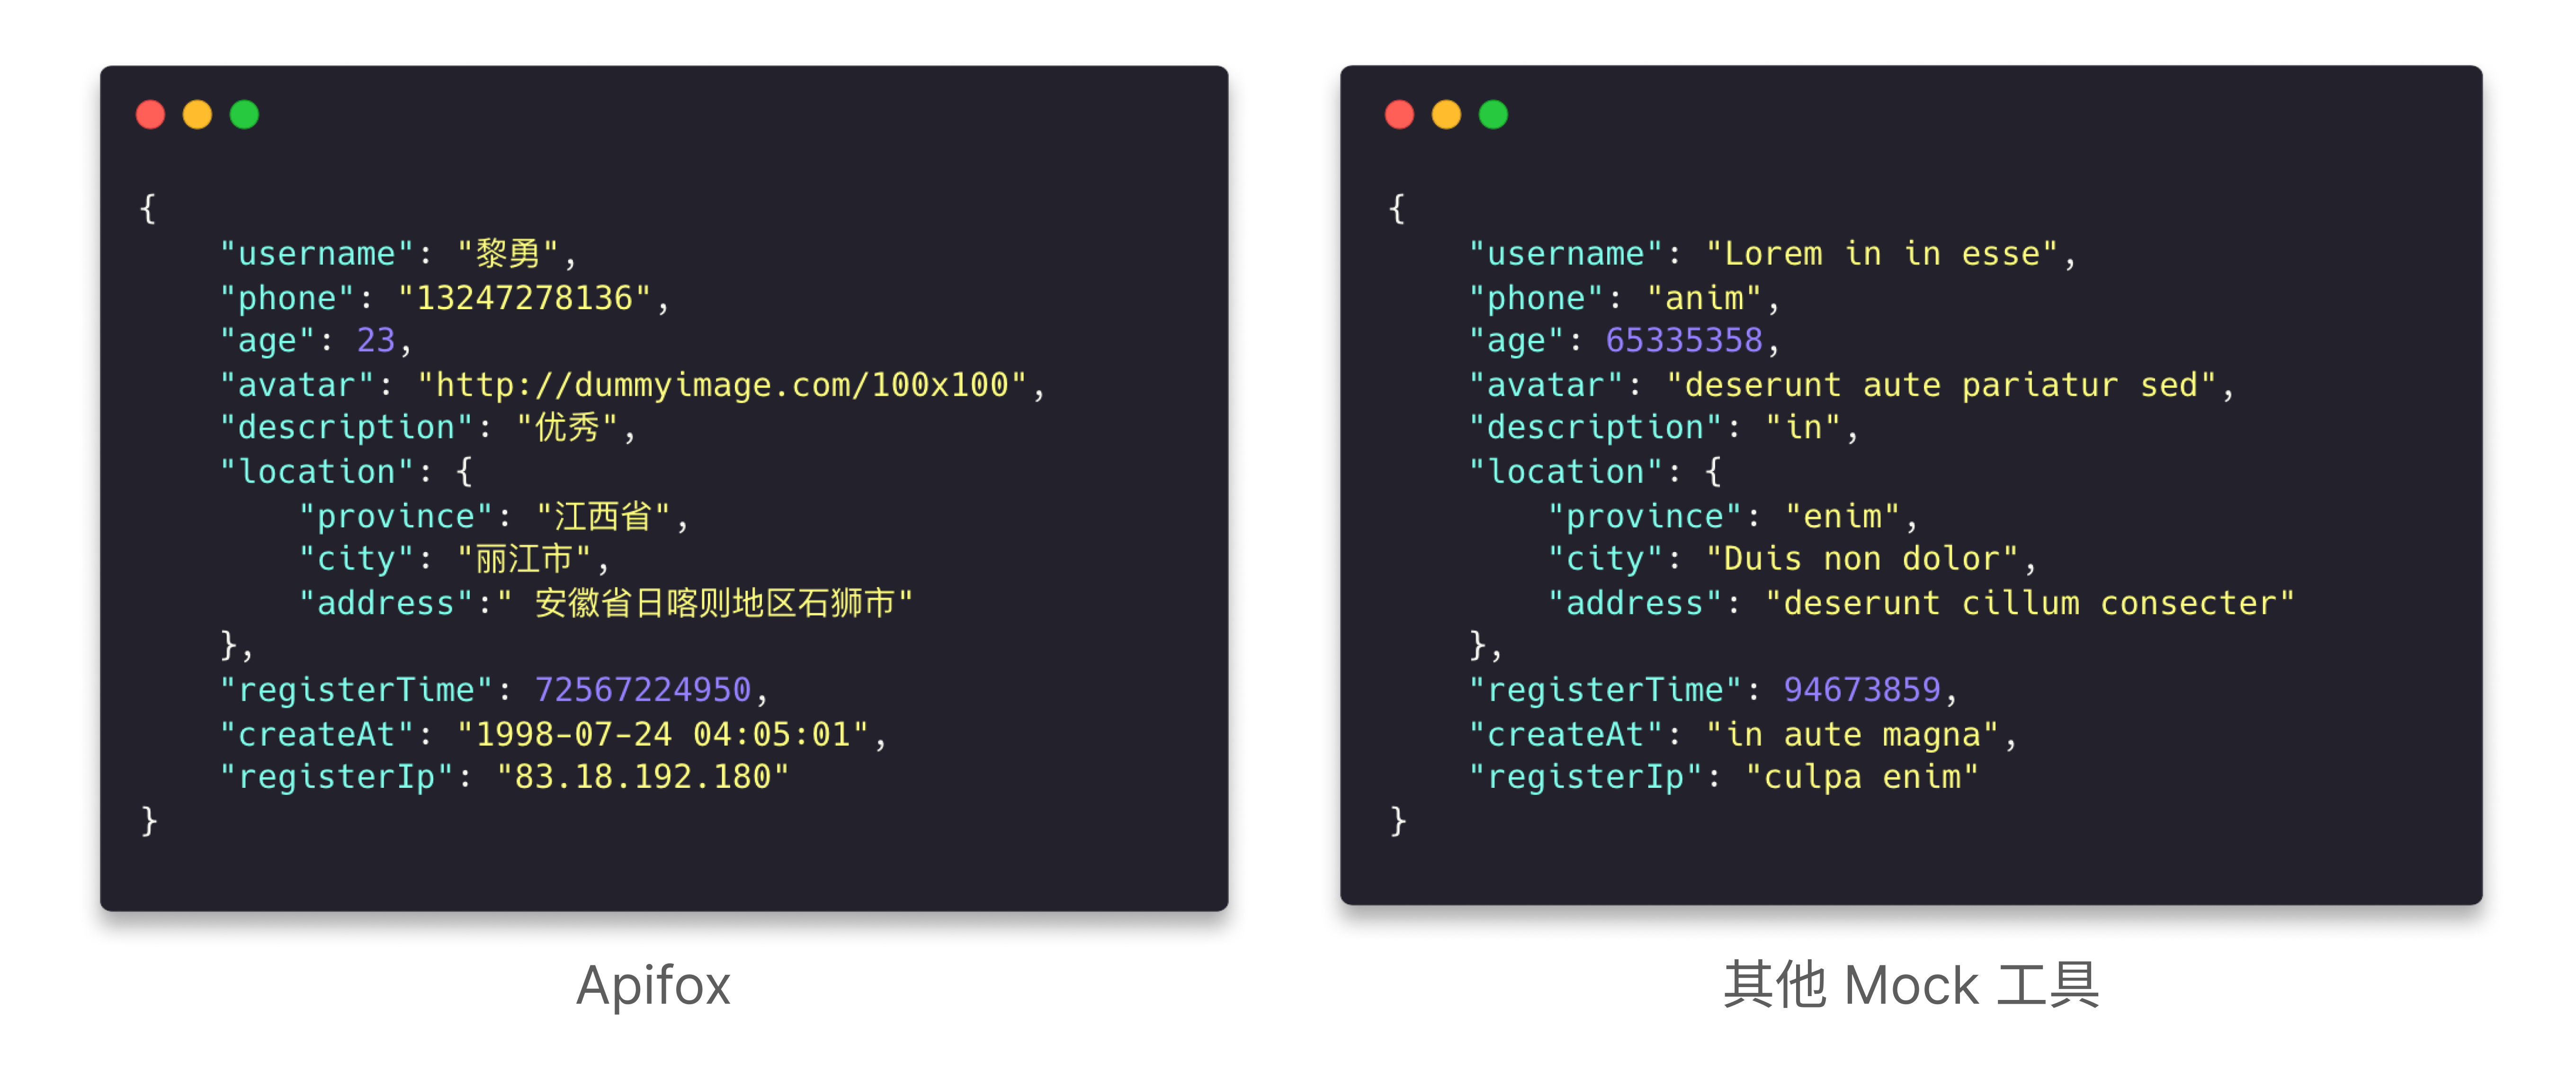 {
    "username": "黎勇",
    "phone": "13247278136",
    "age": 23,
    "avatar": "http://dummyimage.com/100x100",
    "description": "优秀",
    "location": {
        "province": "江西省",
        "city": "丽江市",
        "address":" 安徽省日喀则地区石狮市"
    },
    "registerTime": 72567224950,
    "createAt": "1998-07-24 04:05:01",
    "registerIp": "83.18.192.180"
}
Apifox
{
    "username": "Lorem in in esse",
    "phone": "anim",
    "age": 65335358,
    "avatar": "deserunt aute pariatur sed",
    "description": "in",
    "location": {
        "province": "enim",
        "city": "Duis non dolor",
        "address": "deserunt cillum consecter"
    },
    "registerTime": 94673859,
    "createAt": "in aute magna",
    "registerIp": "culpa enim"
}
其他 Mock 工具